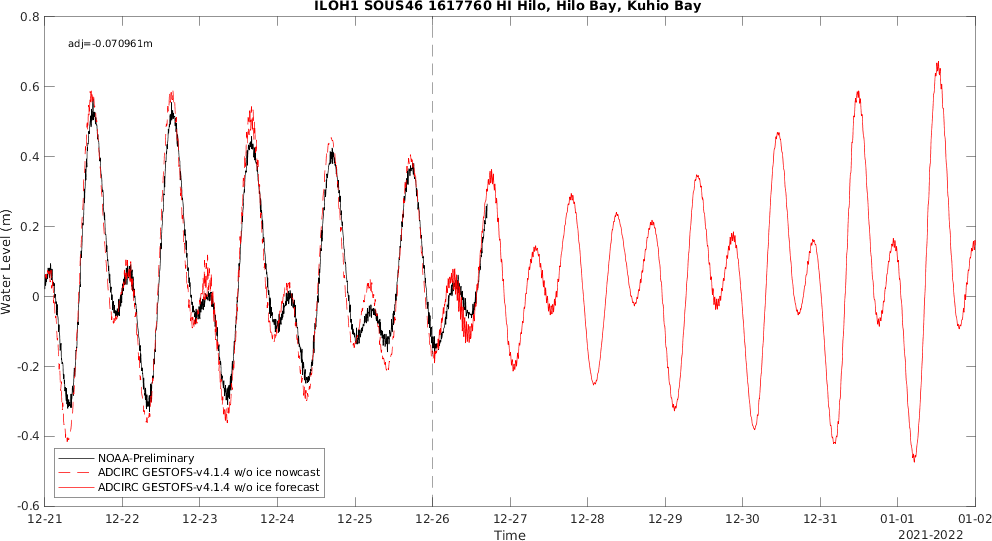 ILOH1 SOUS46 1617760 HI Hilo, Hilo Bay, Kuhio Bay
0.8
adj=-0.070961m
0.6
0.4
0.2
0
-0.2
-0.4
-0.6
Water Level (m)
NOAA-Preliminary
ADCIRC GESTOFS-v4.1.4 w/o ice nowcast
ADCIRC GESTOFS-v4.1.4 w/o ice forecast
12-21 12-22 12-23 12-24 12-25 12-26 12-27 12-28 12-29 12-30 12-31 01-01 01-02
Time
2021-2022